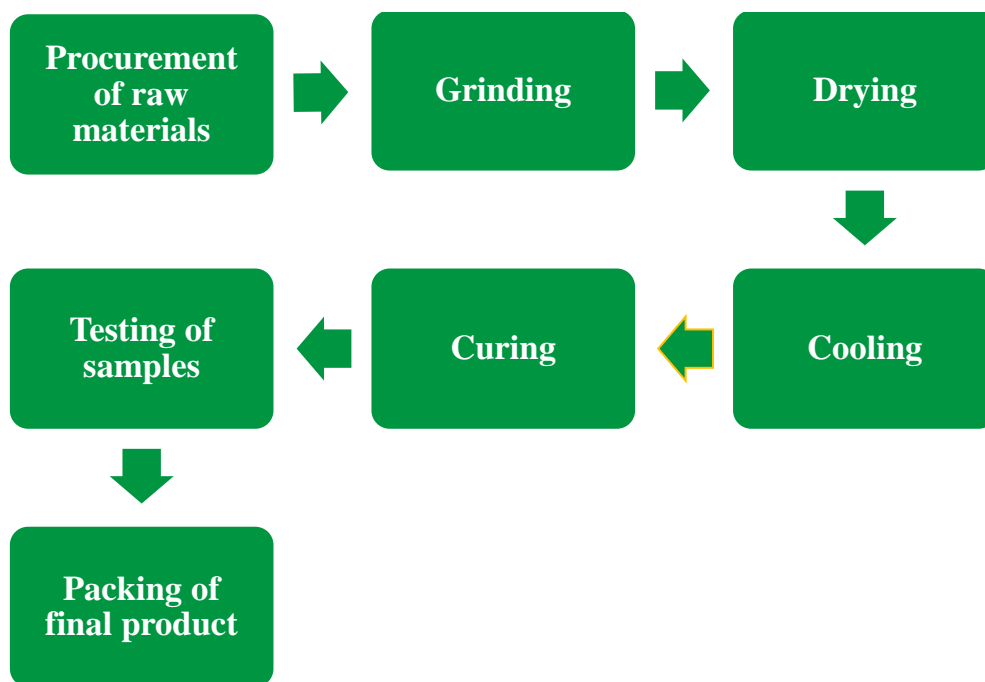 Procurement
of raw
materials
Grinding
Drying
Cooling
Curing
Testing of
samples
Packing of
final product